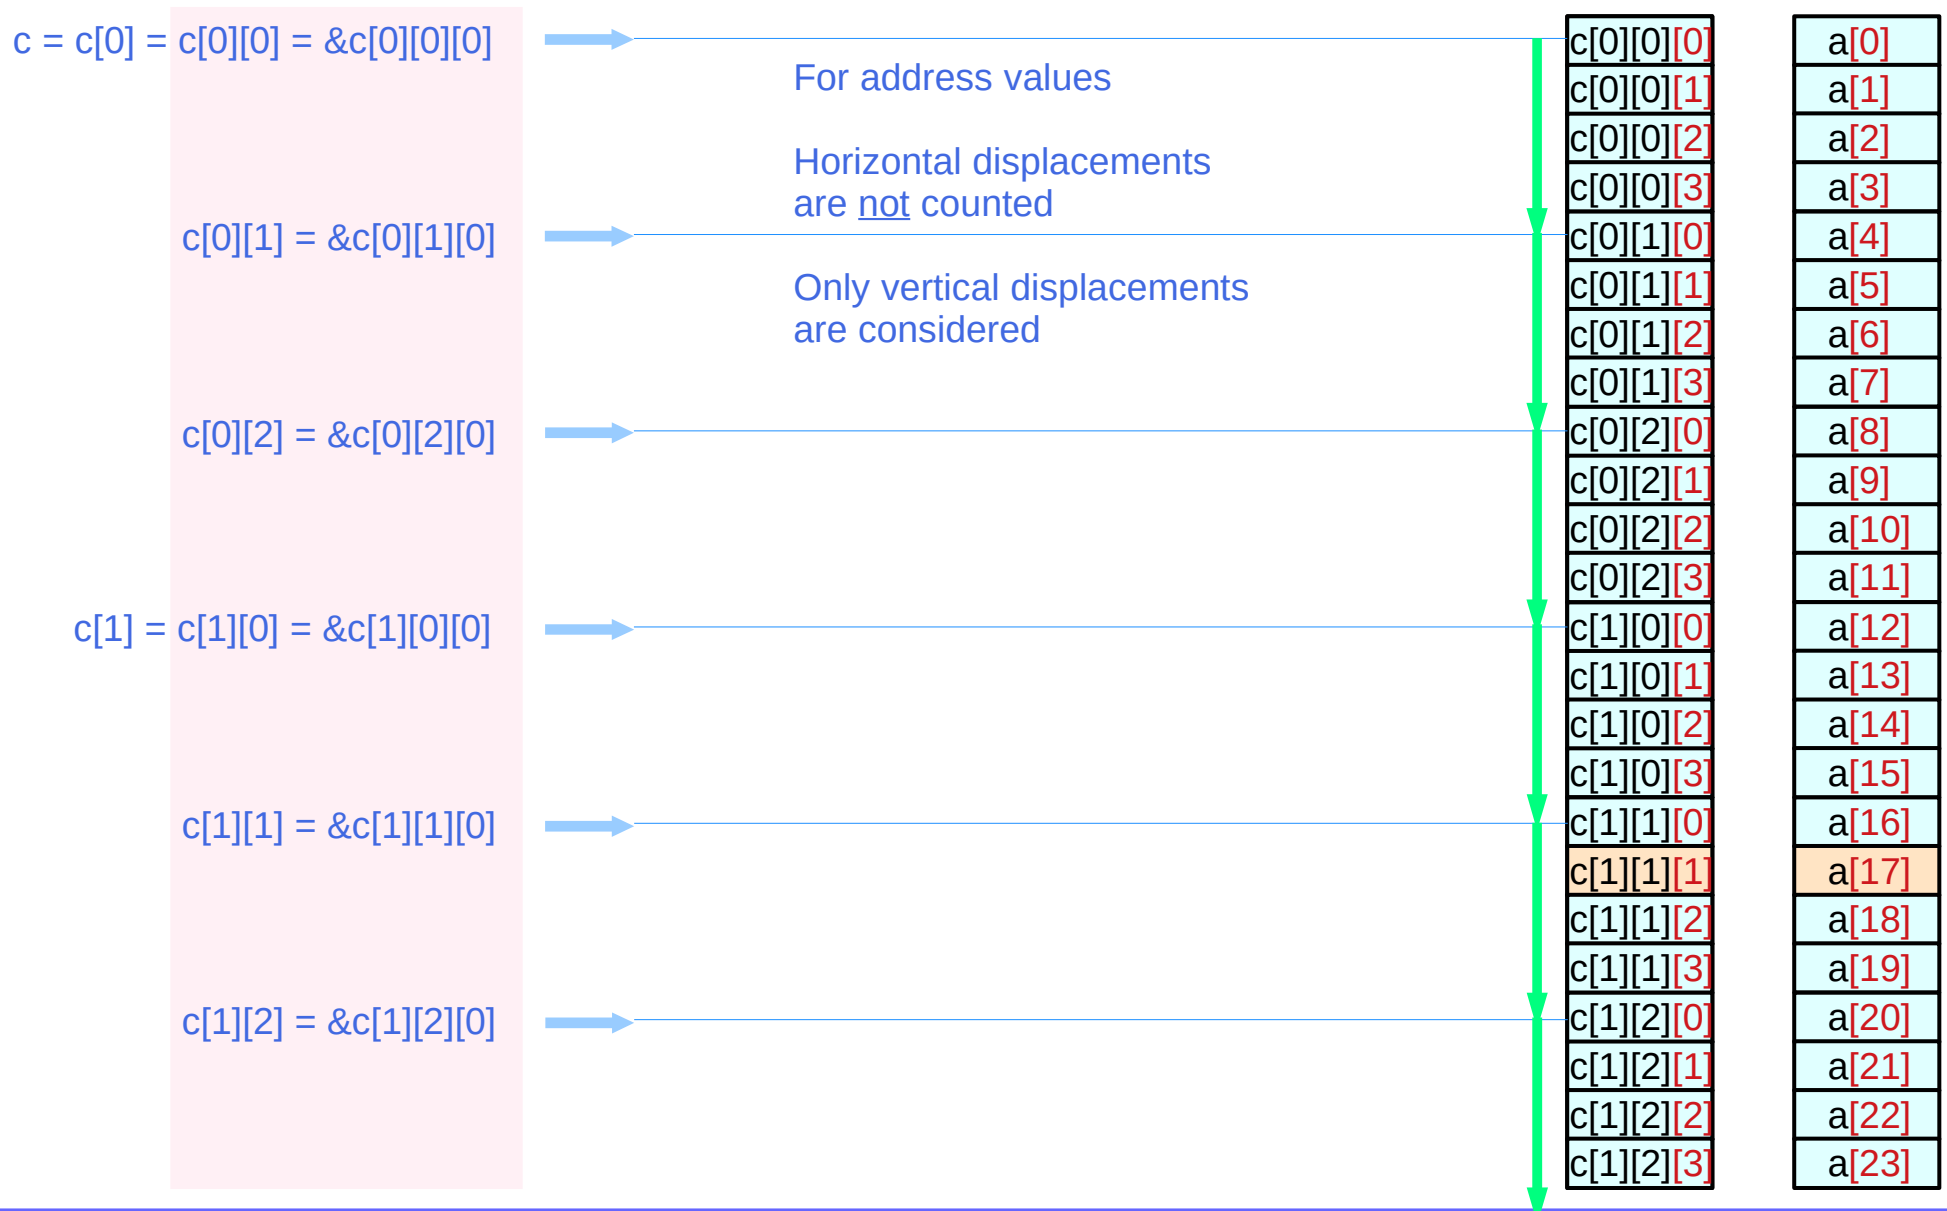 c = c[0] = c[0][0] = &c[0][0][0]
c[0][1] = &c[0][1][0]
c[0][2] = &c[0][2][0]
c[1] = c[1][0] = &c[1][0][0]
c[1][1] = &c[1][1][0]
c[1][2] = &c[1][2][0]
For address values
Horizontal displacements
are not counted
Only vertical displacements
are considered
c[0][0][0]
c[0][0][1]
c[0][0][2]
c[0][0][3]
c[0][1][0]
c[0][1][1]
c[0][1][2]
c[0][1][3]
c[0][2][0]
c[0][2][1]
c[0][2][2]
c[0][2][3]
c[1][0][0]
c[1][0][1]
c[1][0][2]
c[1][0][3]
c[1][1][0]
c[1][1][1]
c[1][1][2]
c[1][1][3]
c[1][2][0]
c[1][2][1]
c[1][2][2]
c[1][2][3]
a[0]
a[1]
a[2]
a[3]
a[4]
a[5]
a[6]
a[7]
a[8]
a[9]
a[10]
a[11]
a[12]
a[13]
a[14]
a[15]
a[16]
a[17]
a[18]
a[19]
a[20]
a[21]
a[22]
a[23]